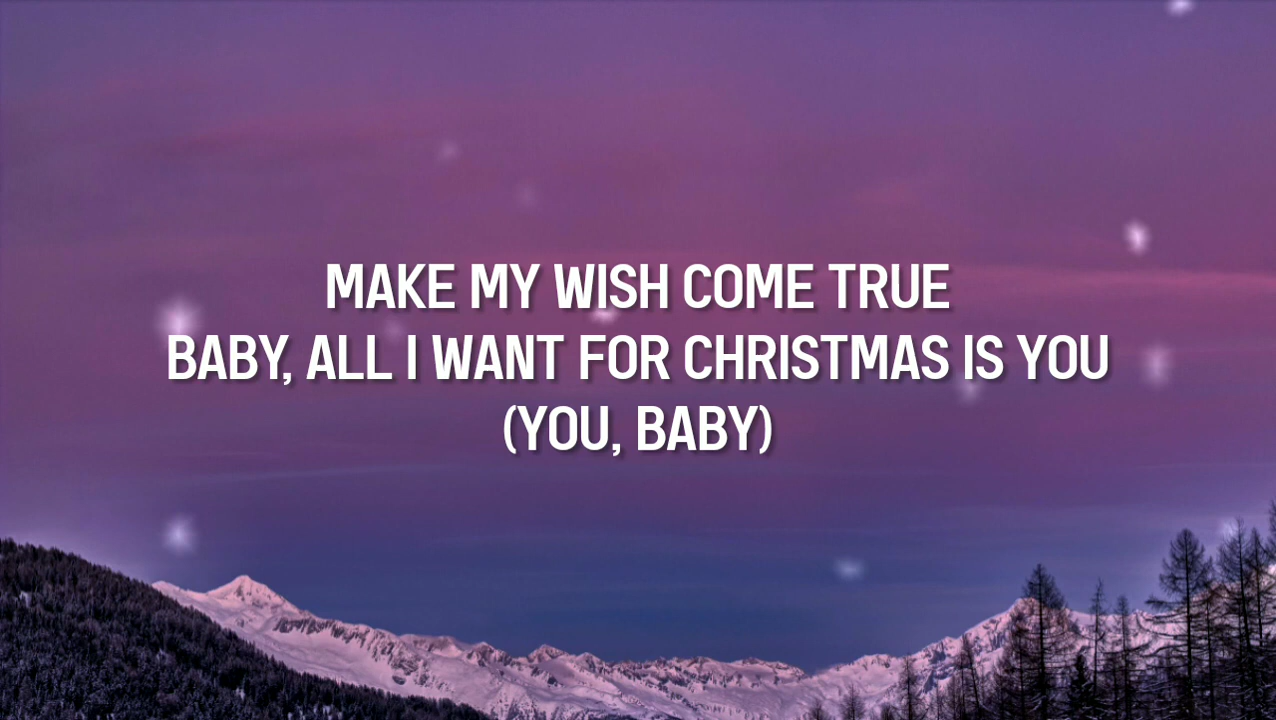 MAKE MY WISH COME TRUE
BABY, ALL I WANT FOR CHRISTMAS IS YOU
(YOU, BABY)